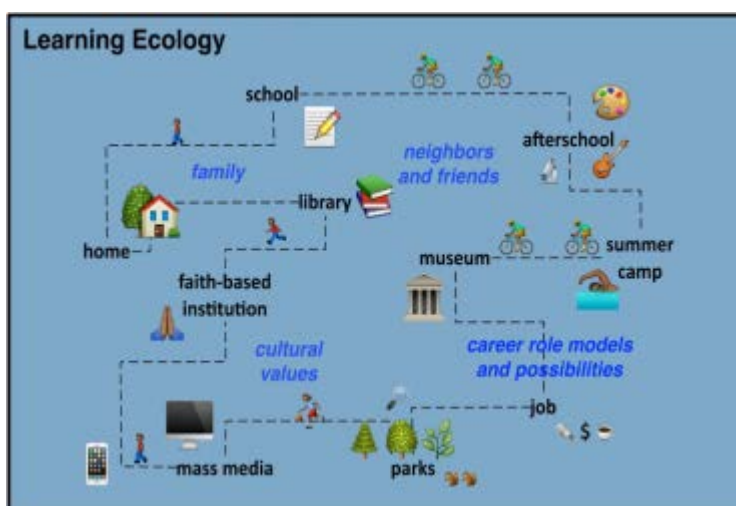 Learning Ecology
school
afterschool
family
neighbors
and friends
library
home
museum
summer
camp
faith-based
institution
cultural
values
career role models
and possibilities
job
$
mass media
parks